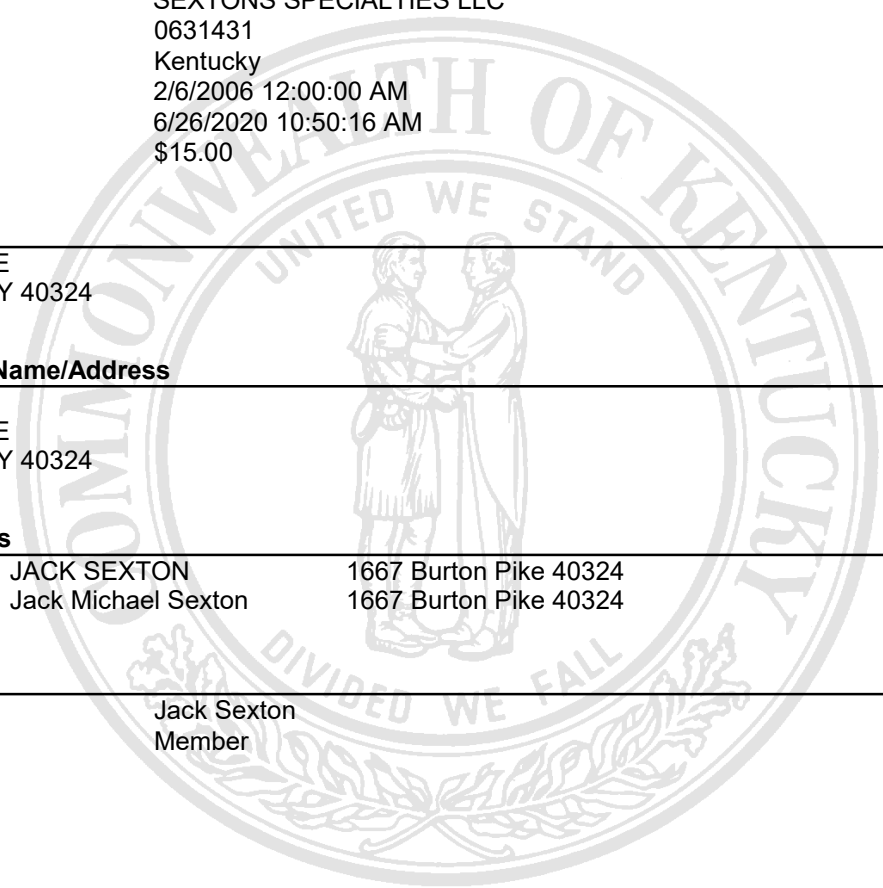 SEXTONS SPECIALTIES LLC
0631431
Kentucky
2/6/2006 12:00:00 AM
6/26/2020 10:50:16 AM
$15.00
E
Y 40324
Name/Address
E
Y 40324
s
JACK SEXTON 1667 Burton Pike 40324
Jack Michael Sexton 1667 Burton Pike 40324
Jack Sexton
Member
COMMONWEALTH OF KENTUCKY
UNITED WE STAND
DIVIDED WE FALL